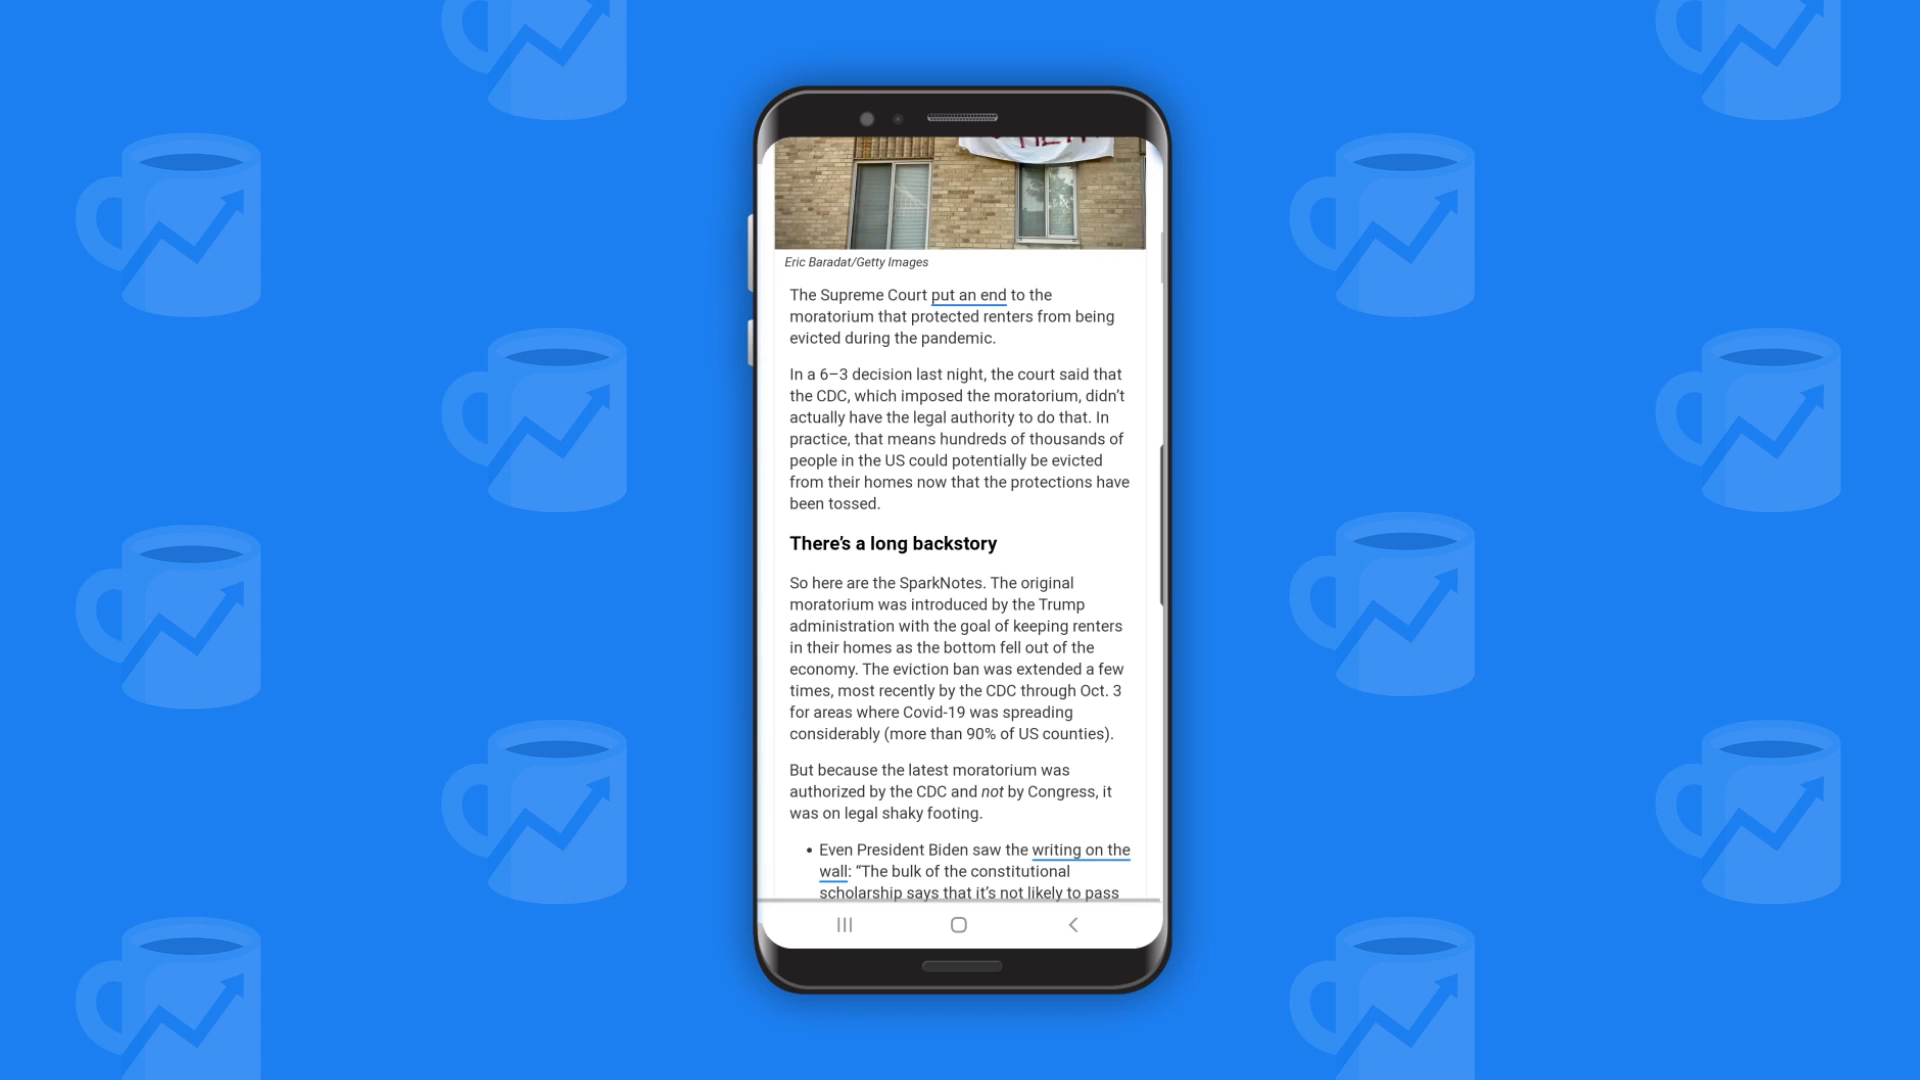 Eric Baradat/Getty Images
The Supreme Court put an end to the
moratorium that protected renters from being
evicted during the pandemic.
In a 6–3 decision last night, the court said that
the CDC, which imposed the moratorium, didn’t
actually have the legal authority to do that. In
practice, that means hundreds of thousands of
people in the US could potentially be evicted
from their homes now that the protections have
been tossed.
There’s a long backstory
So here are the SparkNotes. The original
moratorium was introduced by the Trump
administration with the goal of keeping renters
in their homes as the bottom fell out of the
economy. The eviction ban was extended a few
times, most recently by the CDC through Oct. 3
for areas where Covid-19 was spreading
considerably (more than 90% of US counties).
But because the latest moratorium was
authorized by the CDC and not by Congress, it
was on legal shaky footing.
• Even President Biden saw the writing on the
wall: “The bulk of the constitutional
scholarship says that it’s not likely to pass